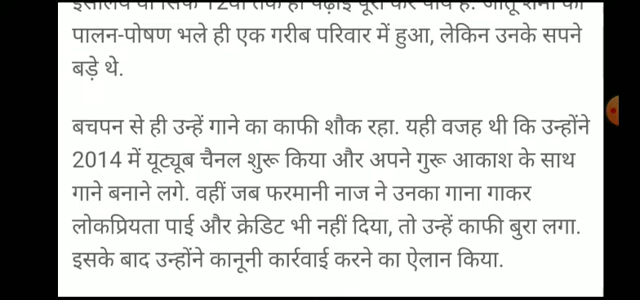 पालन-पोषण भले ही एक गरीब परिवार में हुआ, लेकिन उनके सपने
बड़े थे.
बचपन से ही उन्हें गाने का काफी शौक रहा. यही वजह थी कि उन्होंने
2014 में यूट्यूब चैनल शुरू किया और अपने गुरू आकाश के साथ
गाने बनाने लगे. वहीं जब फरमानी नाज ने उनका गाना गाकर
लोकप्रियता पाई और क्रेडिट भी नहीं दिया, तो उन्हें काफी बुरा लगा.
इसके बाद उन्होंने कानूनी कार्रवाई करने का ऐलान किया.